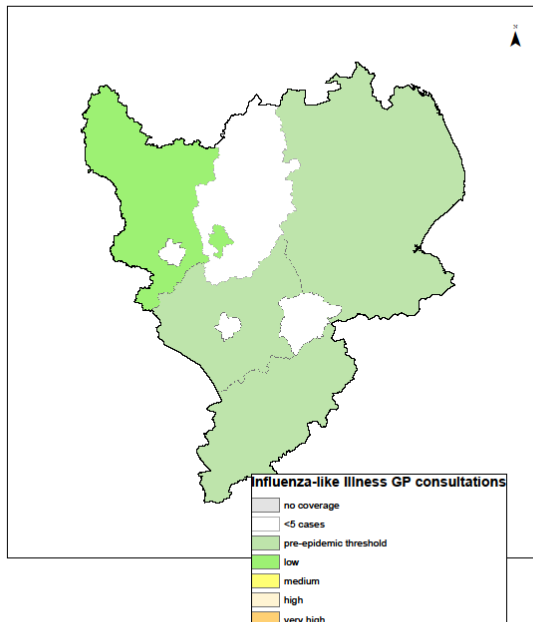 N
Influenza-like Illness GP consultations
no coverage
<5 cases
pre-epidemic threshold
low
medium
high
very high